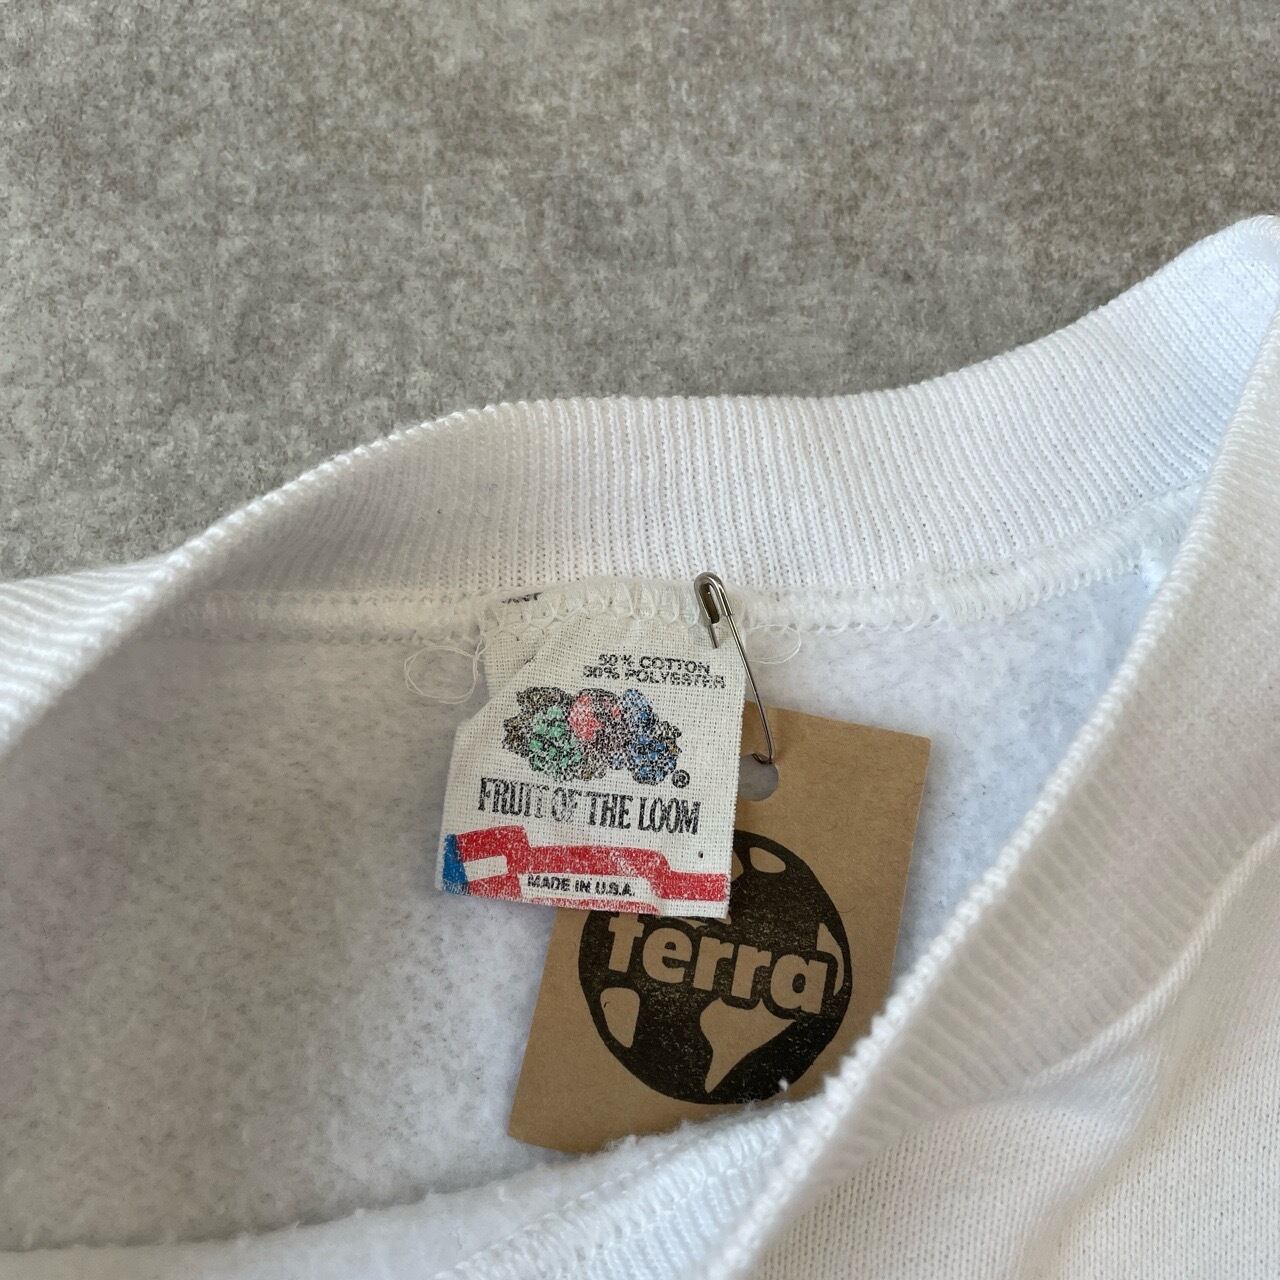 50% COTTON
50% POLYESTER
®
FRUIT OF THE LOOM
MADE IN U.S.A.
terra